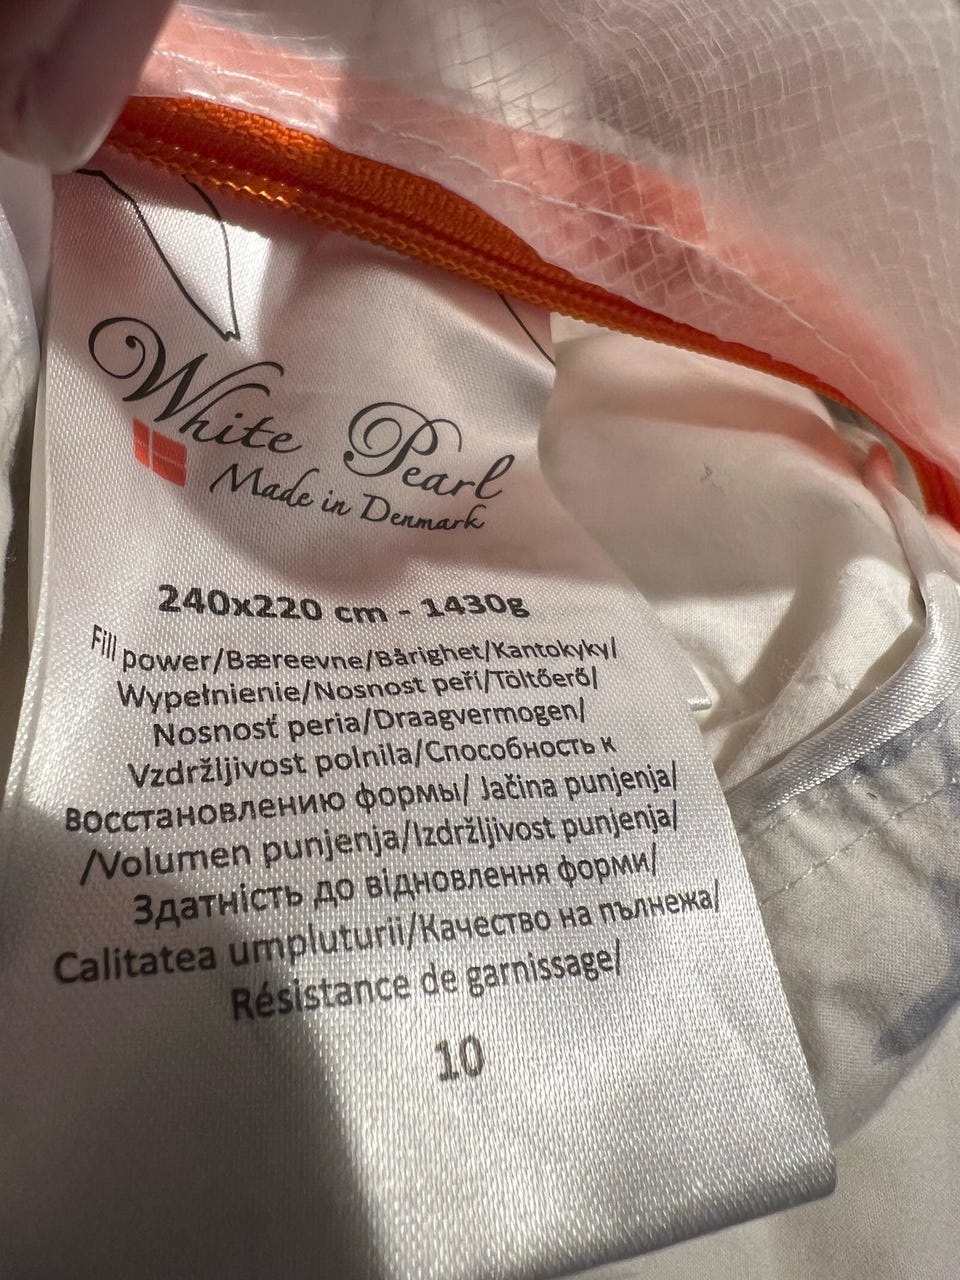 White Pearl
Made in Denmark
240x220 cm - 1430g
Fill power/Bæreevne/Bärighet/Kantokyky/
Wypełnienie/Nosnost peří/Töltőerő/
Nosnosť peria/Draagvermogen/
Vzdržljivost polnila/Способность к
восстановлению формы/ Jačina punjenja/
/Volumen punjenja/Izdržljivost punjenja/
Здатність до відновлення форми/
Calitatea umpluturii/Качество на пълнежа/
Résistance de garnissage/
10